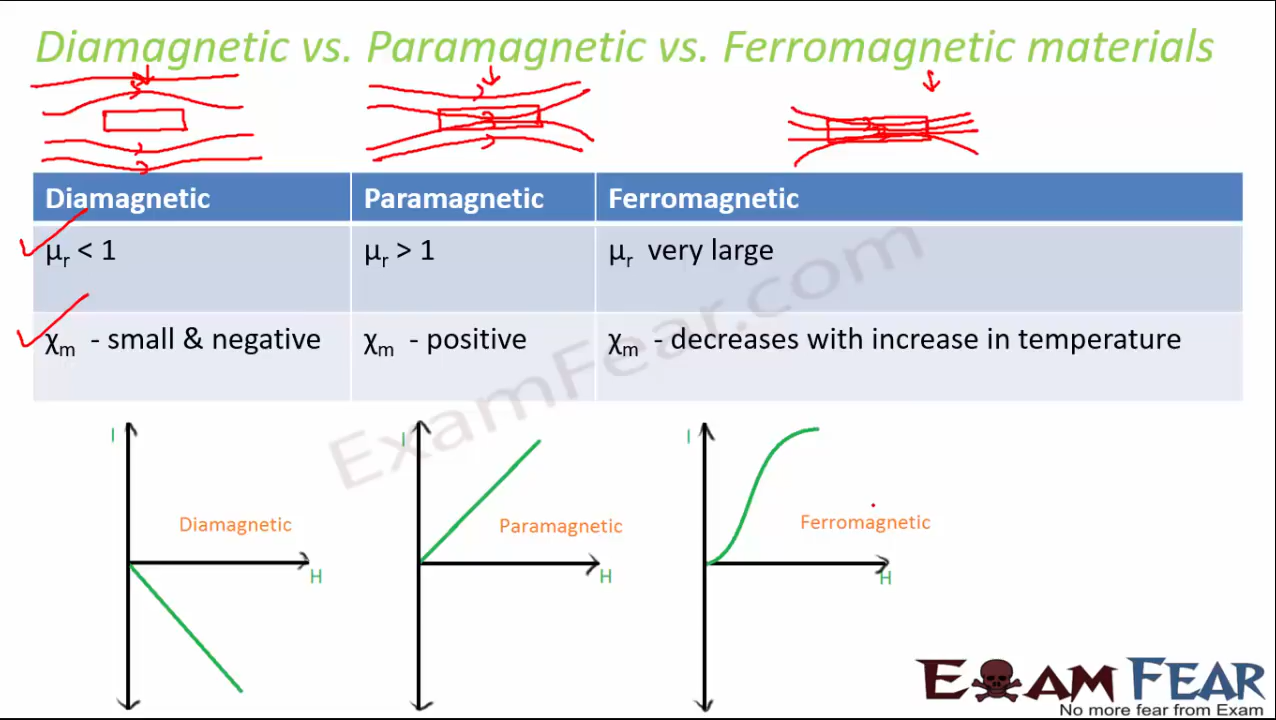 Diamagnetic vs. Paramagnetic vs. Ferromagnetic materials
Diamagnetic Paramagnetic Ferromagnetic
μr < 1 μr > 1 μr very large
χm - small & negative χm - positive χm - decreases with increase in temperature
ExamFear.com
I I I
Diamagnetic Paramagnetic Ferromagnetic
H H H
EXAM FEAR
No more fear from Exam